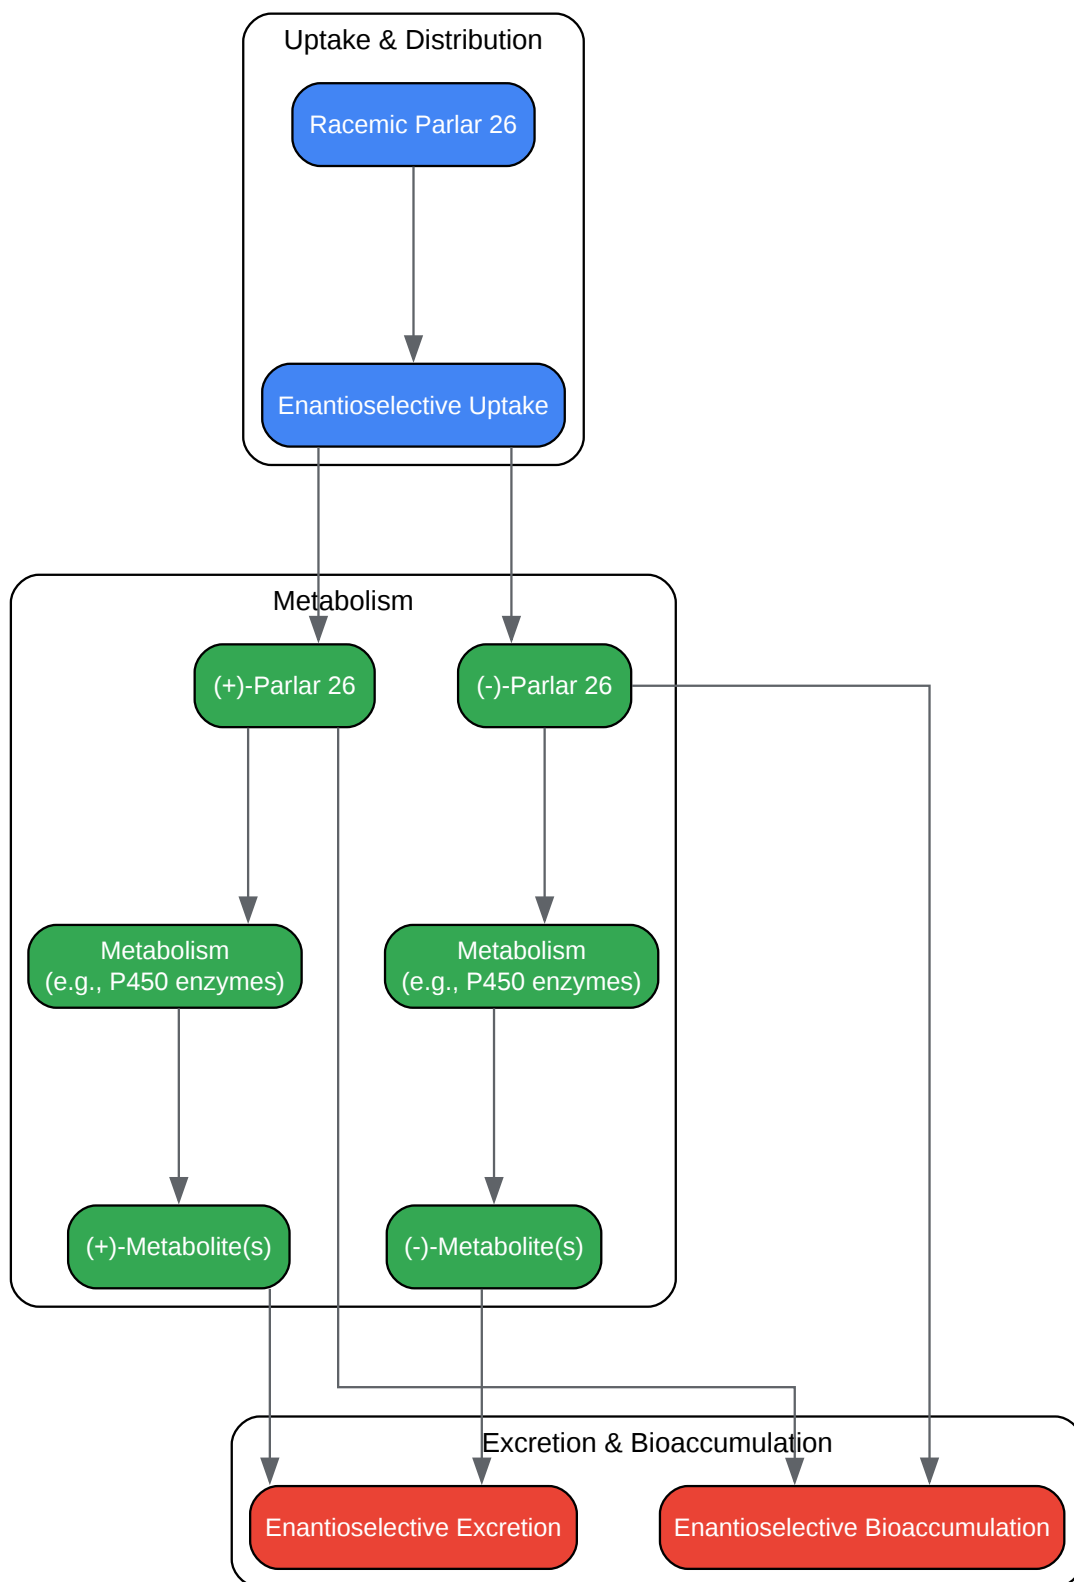 Uptake & Distribution
Racemic Parlar 26
Enantioselective Uptake
Metabolism
(+)-Parlar 26
(-)-Parlar 26
Metabolism
(e.g., P450 enzymes)
Metabolism
(e.g., P450 enzymes)
(+)-Metabolite(s)
(-)-Metabolite(s)
Excretion & Bioaccumulation
Enantioselective Excretion
Enantioselective Bioaccumulation